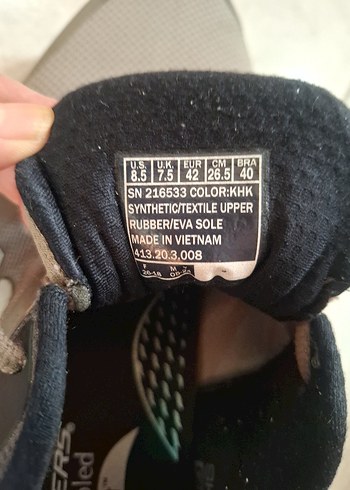 U.S. U.K. EUR CM BRA
8.5 7.5 42 26.5 40
SN 216533 COLOR:KHK
SYNTHETIC/TEXTILE UPPER
RUBBER/EVA SOLE
MADE IN VIETNAM
413.20.3.008
F M